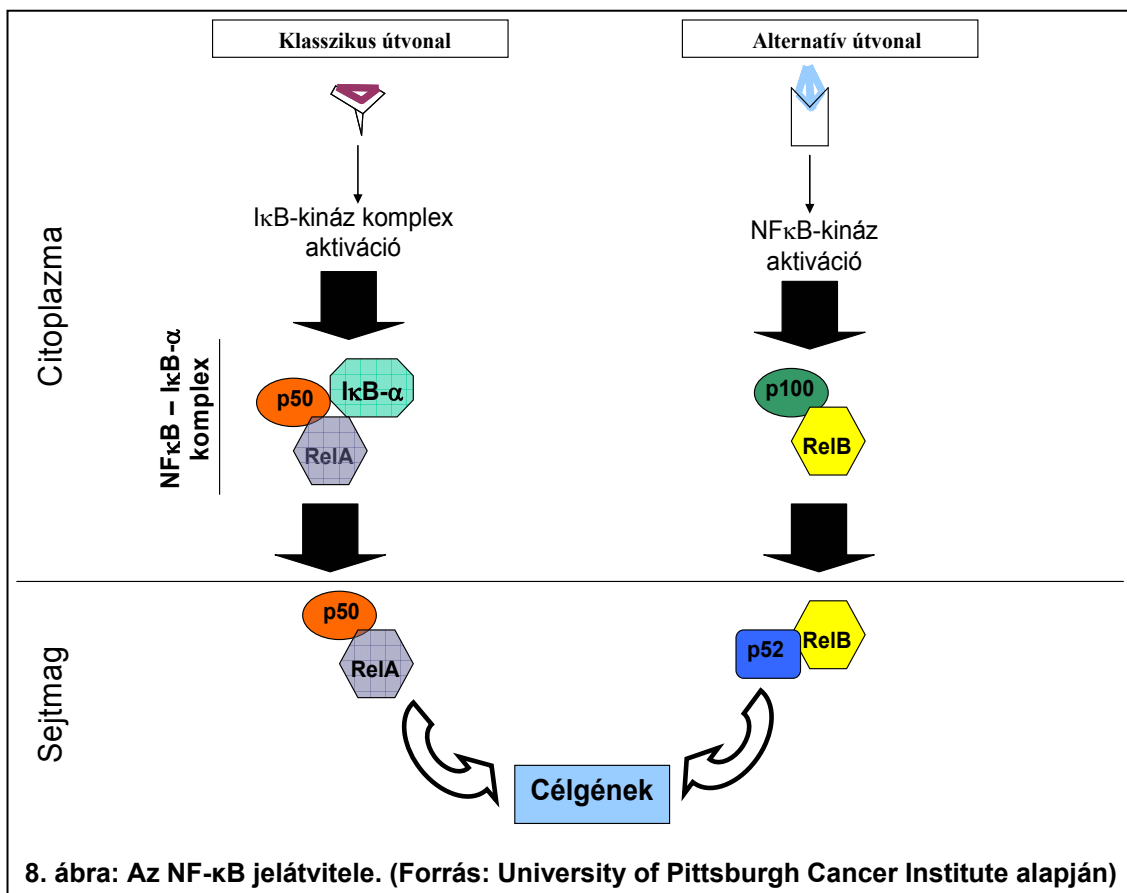 Klasszikus útvonal
Alternatív útvonal
Citoplazma
IκB-kináz komplex
aktiváció
NFκB-kináz
aktiváció
NFκB – IκB-α
komplex
p50
IκB-α
RelA
p100
RelB
Sejtmag
p50
RelA
p52
RelB
Célgének
8. ábra: Az NF-κB jelátvitele. (Forrás: University of Pittsburgh Cancer Institute alapján)